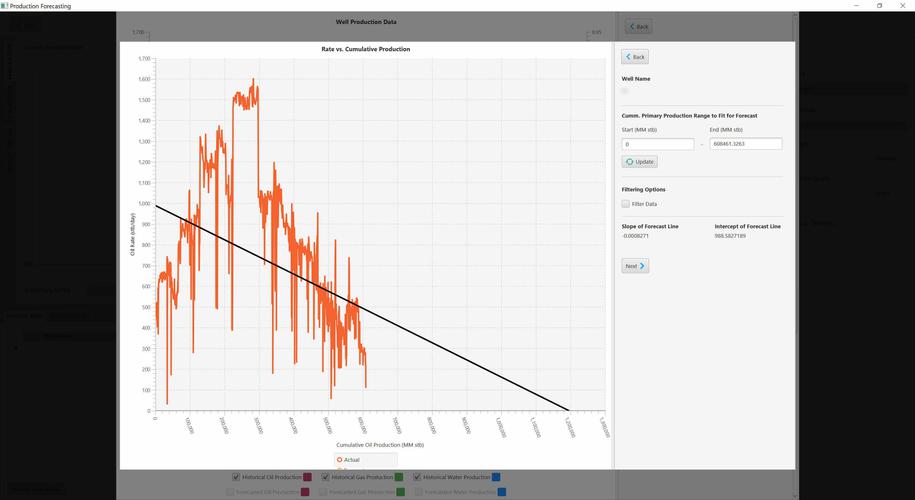 Production Forecasting
Well Production Data
1,700
8.95
Back
Rate vs. Cumulative Production
1,700
1,600
1,500
1,400
1,300
1,200
1,100
1,000
900
800
700
600
500
400
300
200
100
0
Oil Rate (stb/day)
0
100,000
200,000
300,000
400,000
500,000
600,000
700,000
800,000
900,000
1,000,000
1,100,000
1,200,000
1,300,000
Cumulative Oil Production (MM stb)
Actual
Back
Well Name
Cumm. Primary Production Range to Fit for Forecast
Start (MM stb) End (MM stb)
0 - 608461.3263
Update
Filtering Options
Filter Data
Slope of Forecast Line Intercept of Forecast Line
-0.0008271 988.5827189
Next
Historical Oil Production Historical Gas Production Historical Water Production
Forecasted Oil Production Forecasted Gas Production Forecasted Water Production